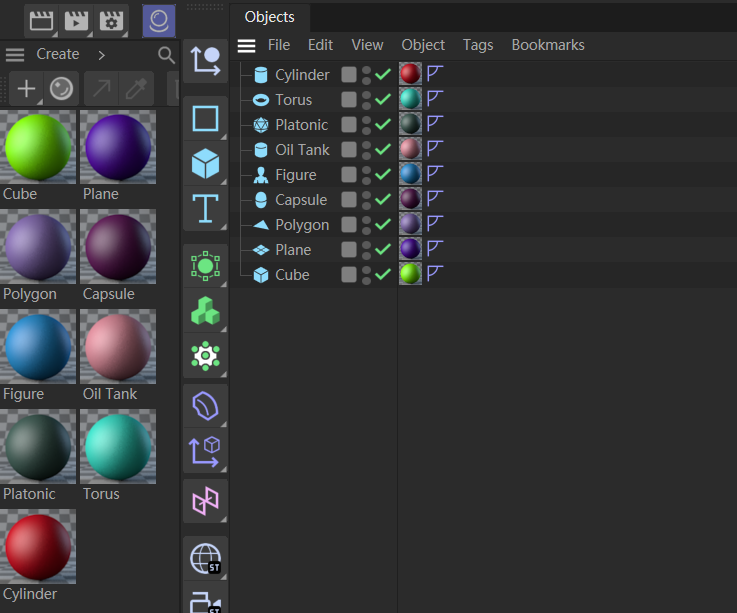 Objects
File Edit View Object Tags Bookmarks
Create
Cylinder
Torus
Platonic
Oil Tank
Figure
Capsule
Polygon
Plane
Cube
Cube Plane
Polygon Capsule
Figure Oil Tank
Platonic Torus
Cylinder
ST
ST